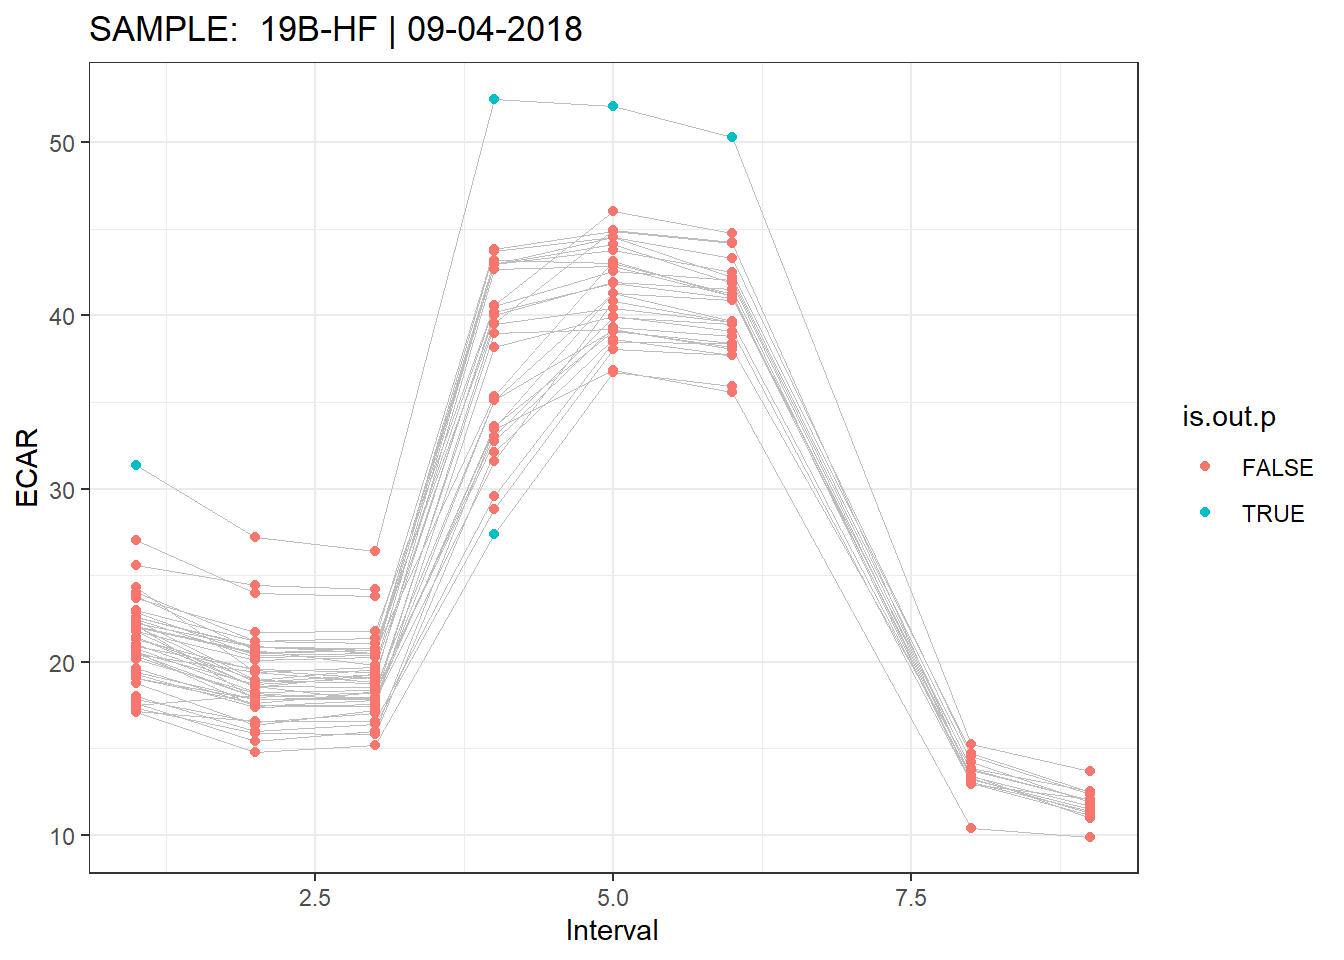 SAMPLE:  19B-HF | 09-04-2018
50
40
30
20
10
ECAR
2.5
5.0
7.5
Interval
is.out.p
FALSE
TRUE